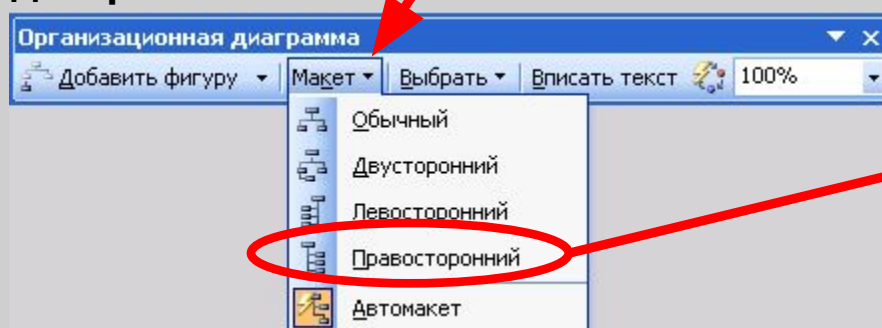 Организационная диаграмма
Добавить фигуру Макет Выбрать Вписать текст 100%
Обычный
Двусторонний
Левосторонний
Правосторонний
Автомакет